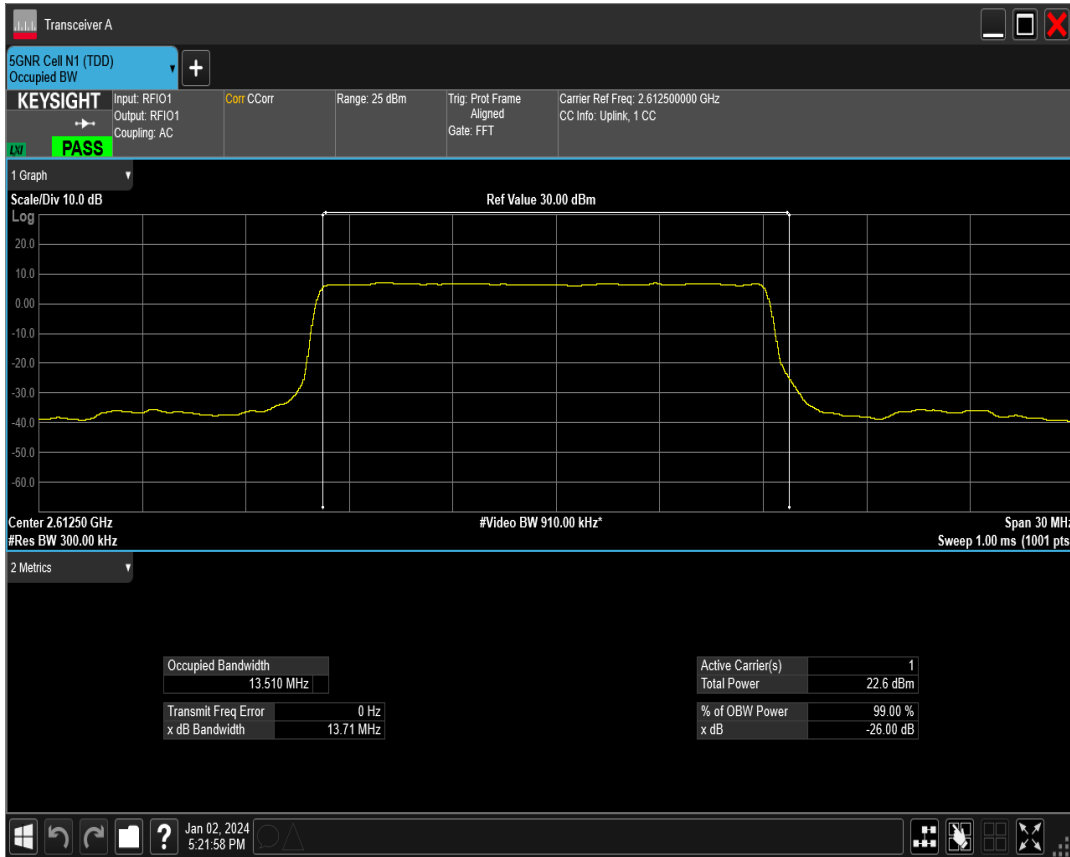 Transceiver A
5GNR Cell N1 (TDD)
Occupied BW
+
KEYSIGHT
LXI
PASS
Input: RFIO1
Output: RFIO1
Coupling: AC
Corr CCorr
Range: 25 dBm
Trig: Prot Frame
Aligned
Gate: FFT
Carrier Ref Freq: 2.612500000 GHz
CC Info: Uplink, 1 CC
1 Graph
Scale/Div 10.0 dB
Ref Value 30.00 dBm
Log
20.0
10.0
0.00
-10.0
-20.0
-30.0
-40.0
-50.0
-60.0
Center 2.61250 GHz
#Video BW 910.00 kHz*
Span 30 MHz
#Res BW 300.00 kHz
Sweep 1.00 ms (1001 pts
2 Metrics
Occupied Bandwidth
13.510 MHz
Transmit Freq Error 0 Hz
x dB Bandwidth 13.71 MHz
Active Carrier(s) 1
Total Power 22.6 dBm
% of OBW Power 99.00 %
x dB -26.00 dB
?
Jan 02, 2024
5:21:58 PM